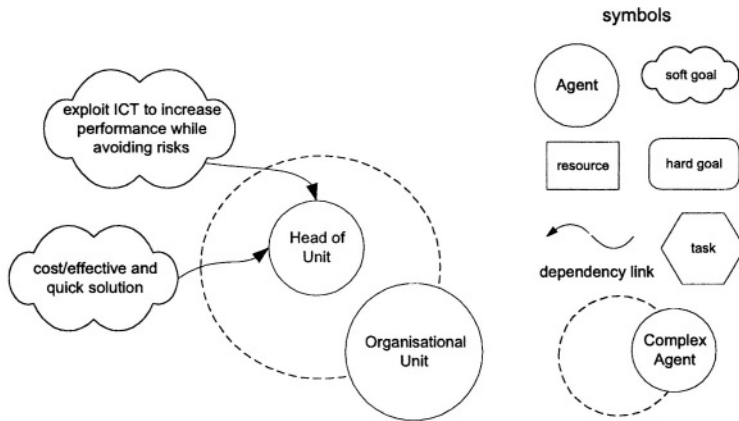 symbols
exploit ICT to increase
performance while
avoiding risks
Agent
soft goal
resource
hard goal
Head of
Unit
cost/effective and
quick solution
dependency link
task
Organisational
Unit
Complex
Agent